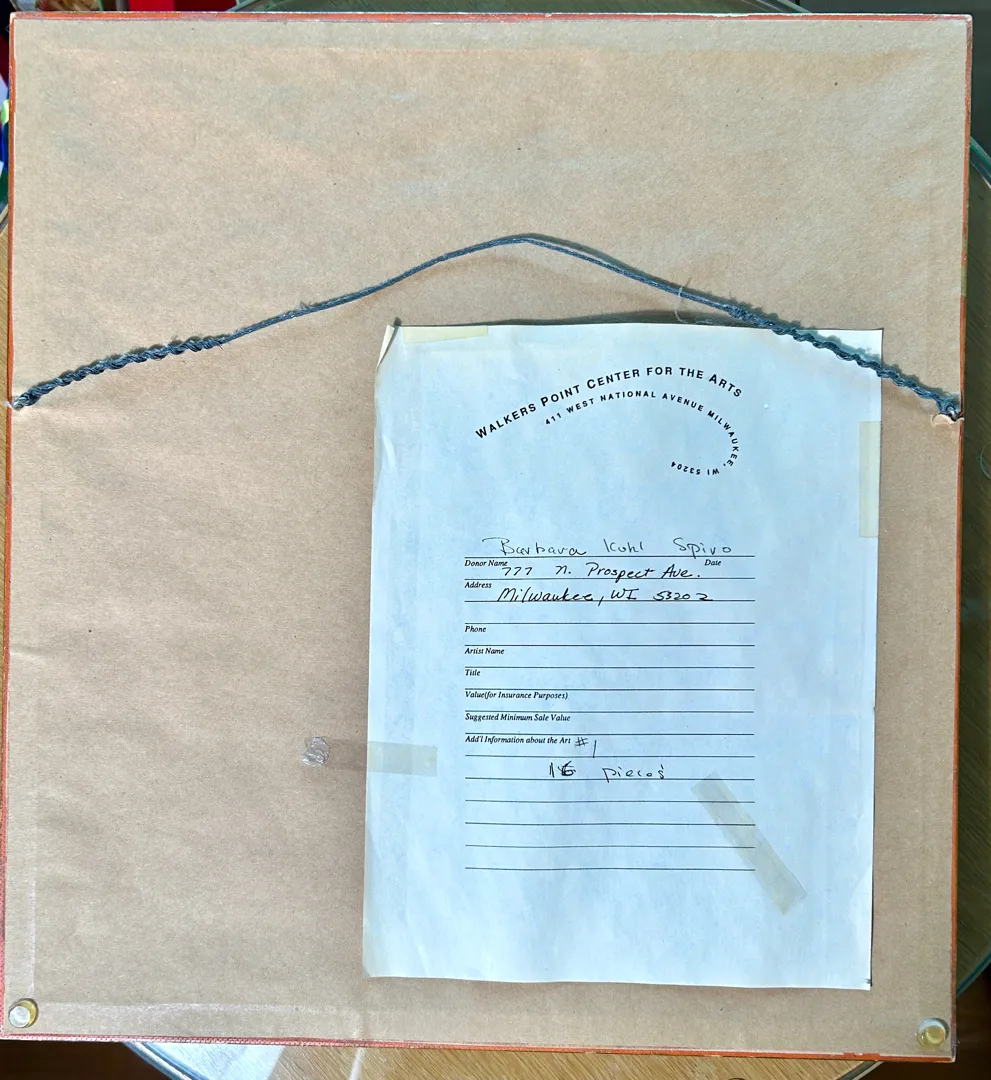 WALKERS POINT CENTER FOR THE ARTS
411 WEST NATIONAL AVENUE MILWAUKEE, WI 53204
Barbara Kohl Spiro
Donor Name Date
777 N. Prospect Ave.
Address
Milwaukee, WI 53202
Phone
Artist Name
Title
Value(for Insurance Purposes)
Suggested Minimum Sale Value
Add'l Information about the Art #1
16 pieces